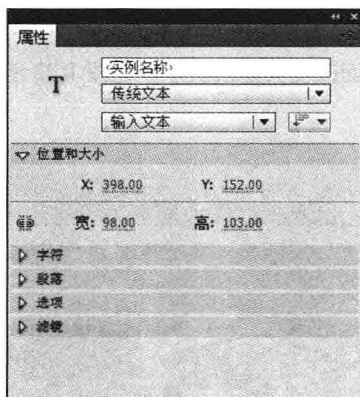 属性
T
<实例名称>
传统文本
输入文本
位置和大小
X: 398.00 Y: 152.00
宽: 98.00 高: 103.00
字符
段落
选项
滤镜